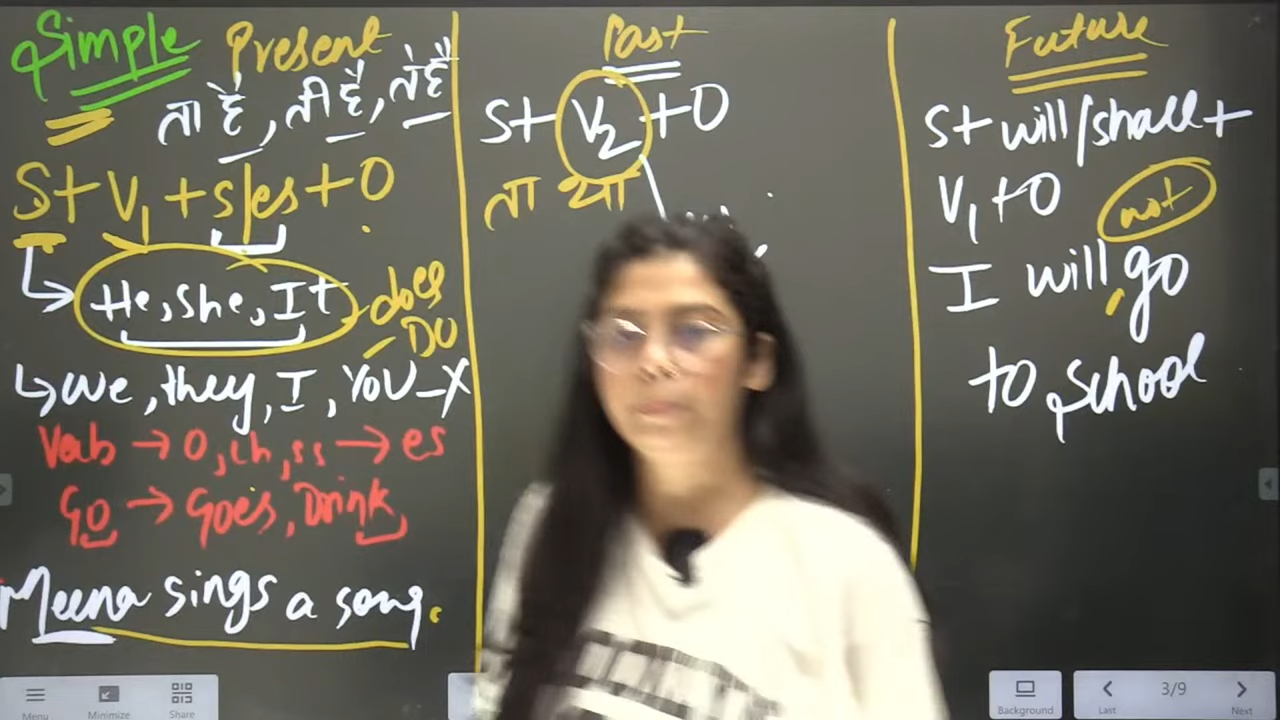 Simple Present
ता है, ती है, ते हैं
S+ V1 + s/es + O
He, She, It does
DO
We, they, I, YOU - X
Verb → O, ch, ss → es
Go → Goes, Drink
Meena sings a song.
Past
S+ V2 + O
ता था
Future
S+ will/shall +
V1 + O
not
I will go
to school
Menu Minimize Share
Background
Last 3/9 Next